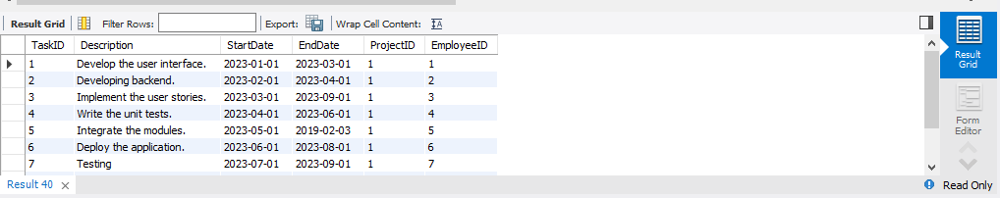 Result Grid Filter Rows: Export: Wrap Cell Content:
TaskID Description StartDate EndDate ProjectID EmployeeID
1 Develop the user interface. 2023-01-01 2023-03-01 1 1
2 Developing backend. 2023-02-01 2023-04-01 1 2
3 Implement the user stories. 2023-03-01 2023-09-01 1 3
4 Write the unit tests. 2023-04-01 2023-06-01 1 4
5 Integrate the modules. 2023-05-01 2019-02-03 1 5
6 Deploy the application. 2023-06-01 2023-08-01 1 6
7 Testing 2023-07-01 2023-09-01 1 7
Result
Grid
Form
Editor
Result 40 Read Only